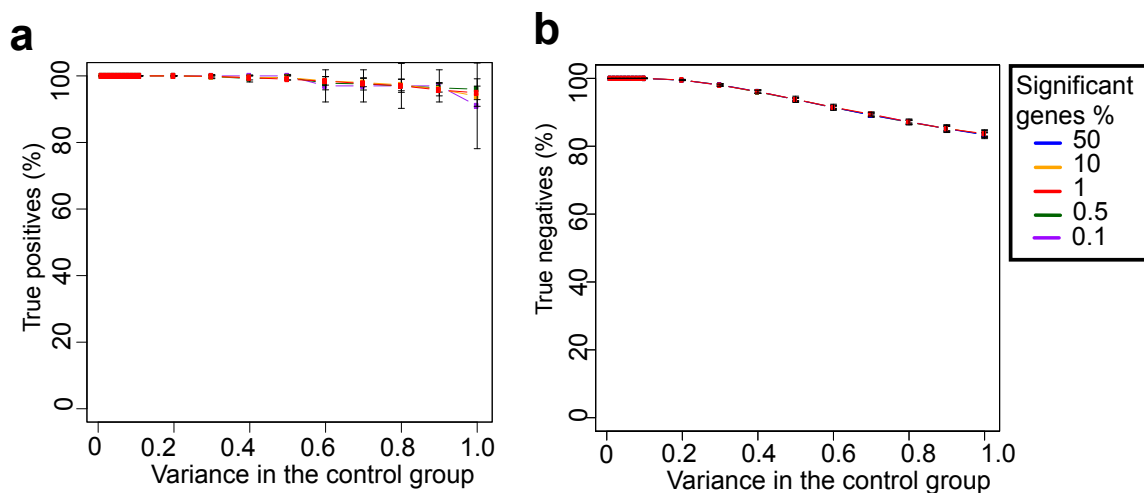 a
True positives (%)
100
80
60
40
20
0
0 0.2 0.4 0.6 0.8 1.0
Variance in the control group
b
True negatives (%)
100
80
60
40
20
0
0 0.2 0.4 0.6 0.8 1.0
Variance in the control group
Significant
genes %
50
10
1
0.5
0.1